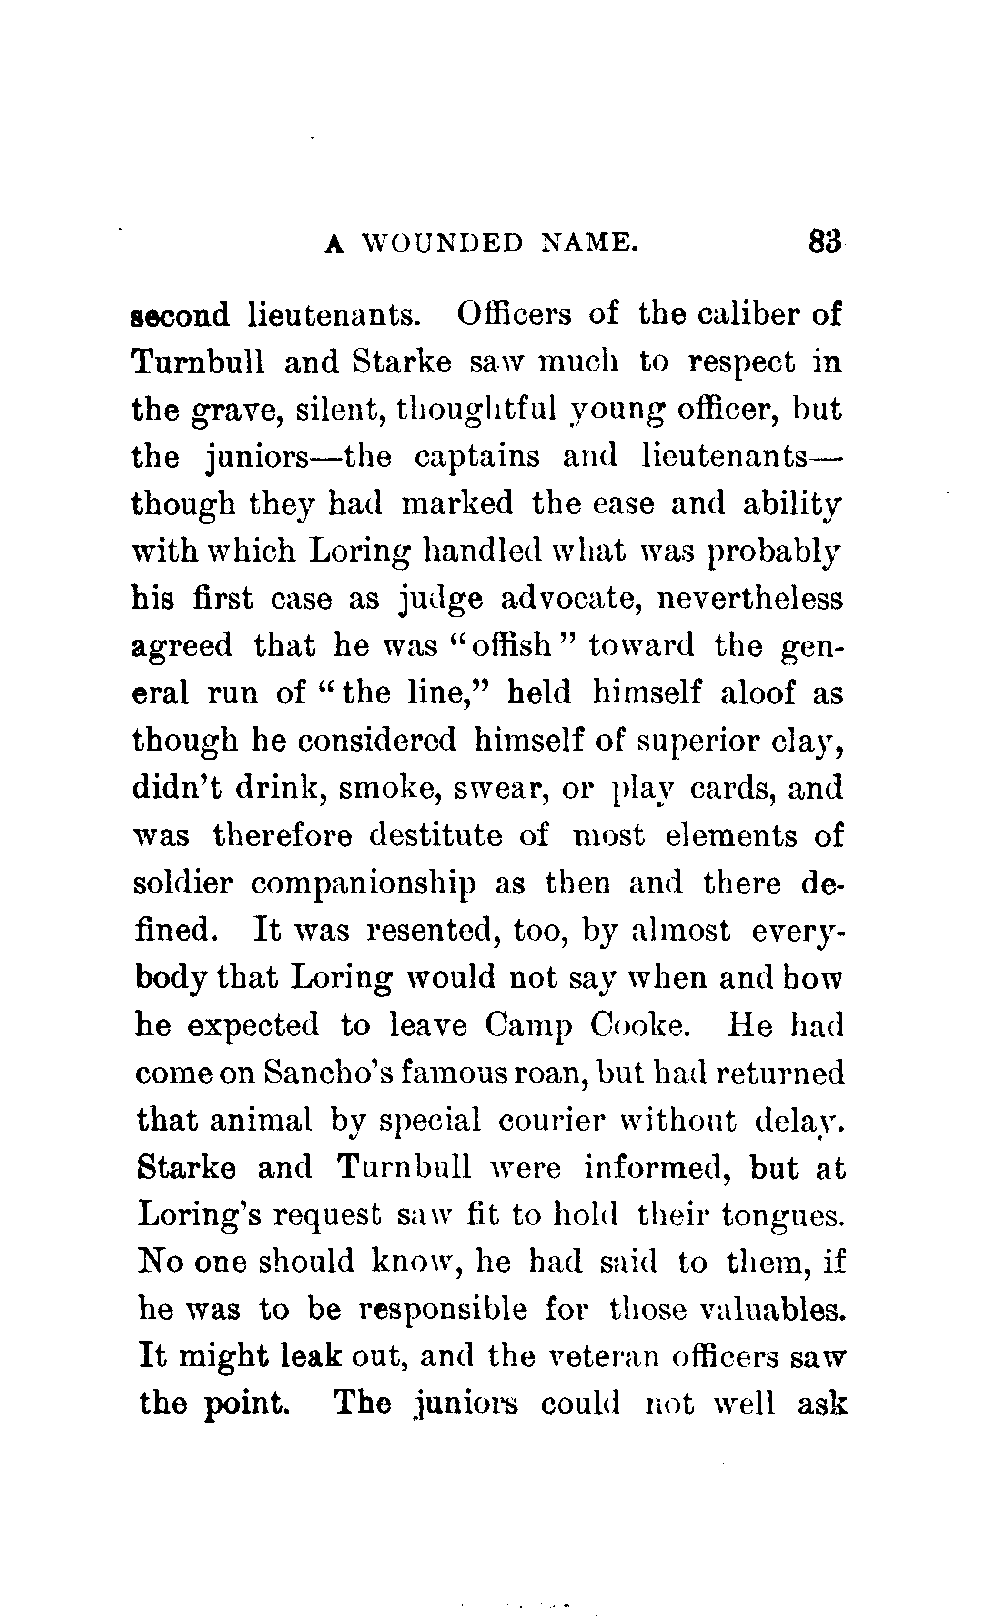 A WOUNDED NAME. 83
second lieutenants. Officers of the caliber of
Turnbull and Starke saw much to respect in
the grave, silent, thoughtful young officer, but
the juniors—the captains and lieutenants—
though they had marked the ease and ability
with which Loring handled what was probably
his first case as judge advocate, nevertheless
agreed that he was “offish” toward the gen-
eral run of “the line,” held himself aloof as
though he considered himself of superior clay,
didn’t drink, smoke, swear, or play cards, and
was therefore destitute of most elements of
soldier companionship as then and there de-
fined. It was resented, too, by almost every-
body that Loring would not say when and how
he expected to leave Camp Cooke. He had
come on Sancho’s famous roan, but had returned
that animal by special courier without delay.
Starke and Turnbull were informed, but at
Loring’s request saw fit to hold their tongues.
No one should know, he had said to them, if
he was to be responsible for those valuables.
It might leak out, and the veteran officers saw
the point. The juniors could not well ask